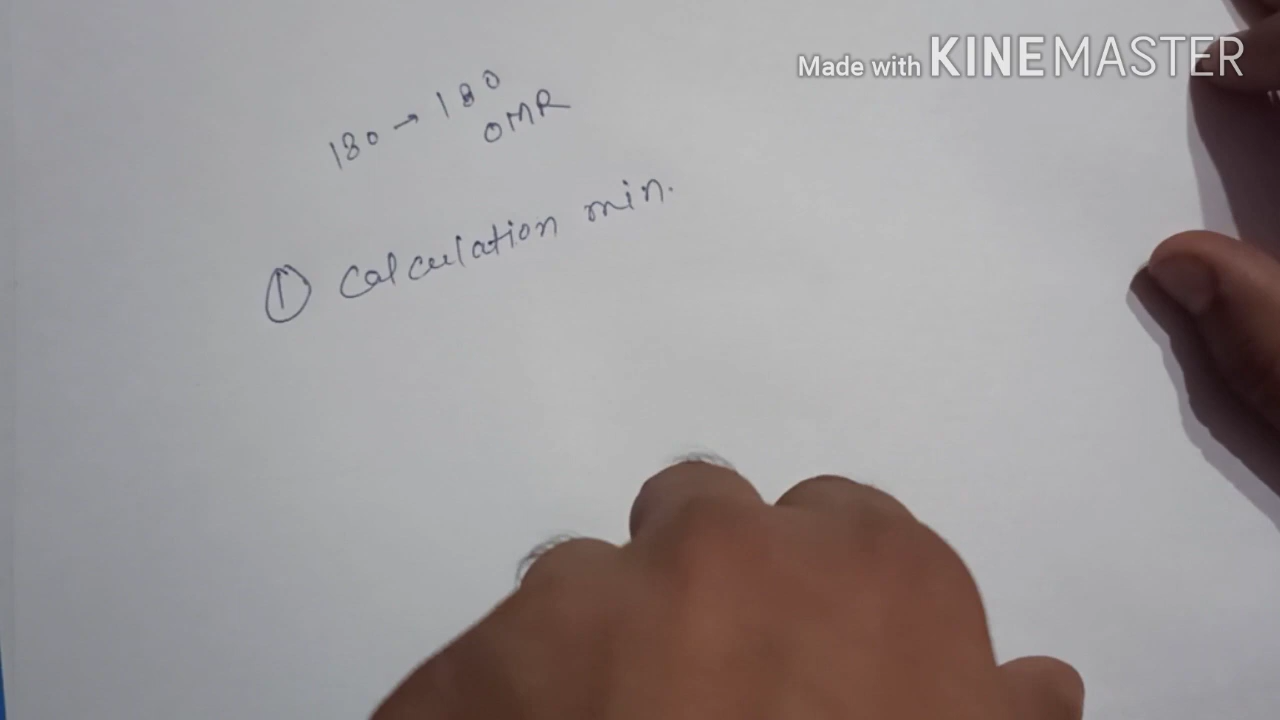 Made with KINEMASTER
180 → 180
OMR
① Calculation min.